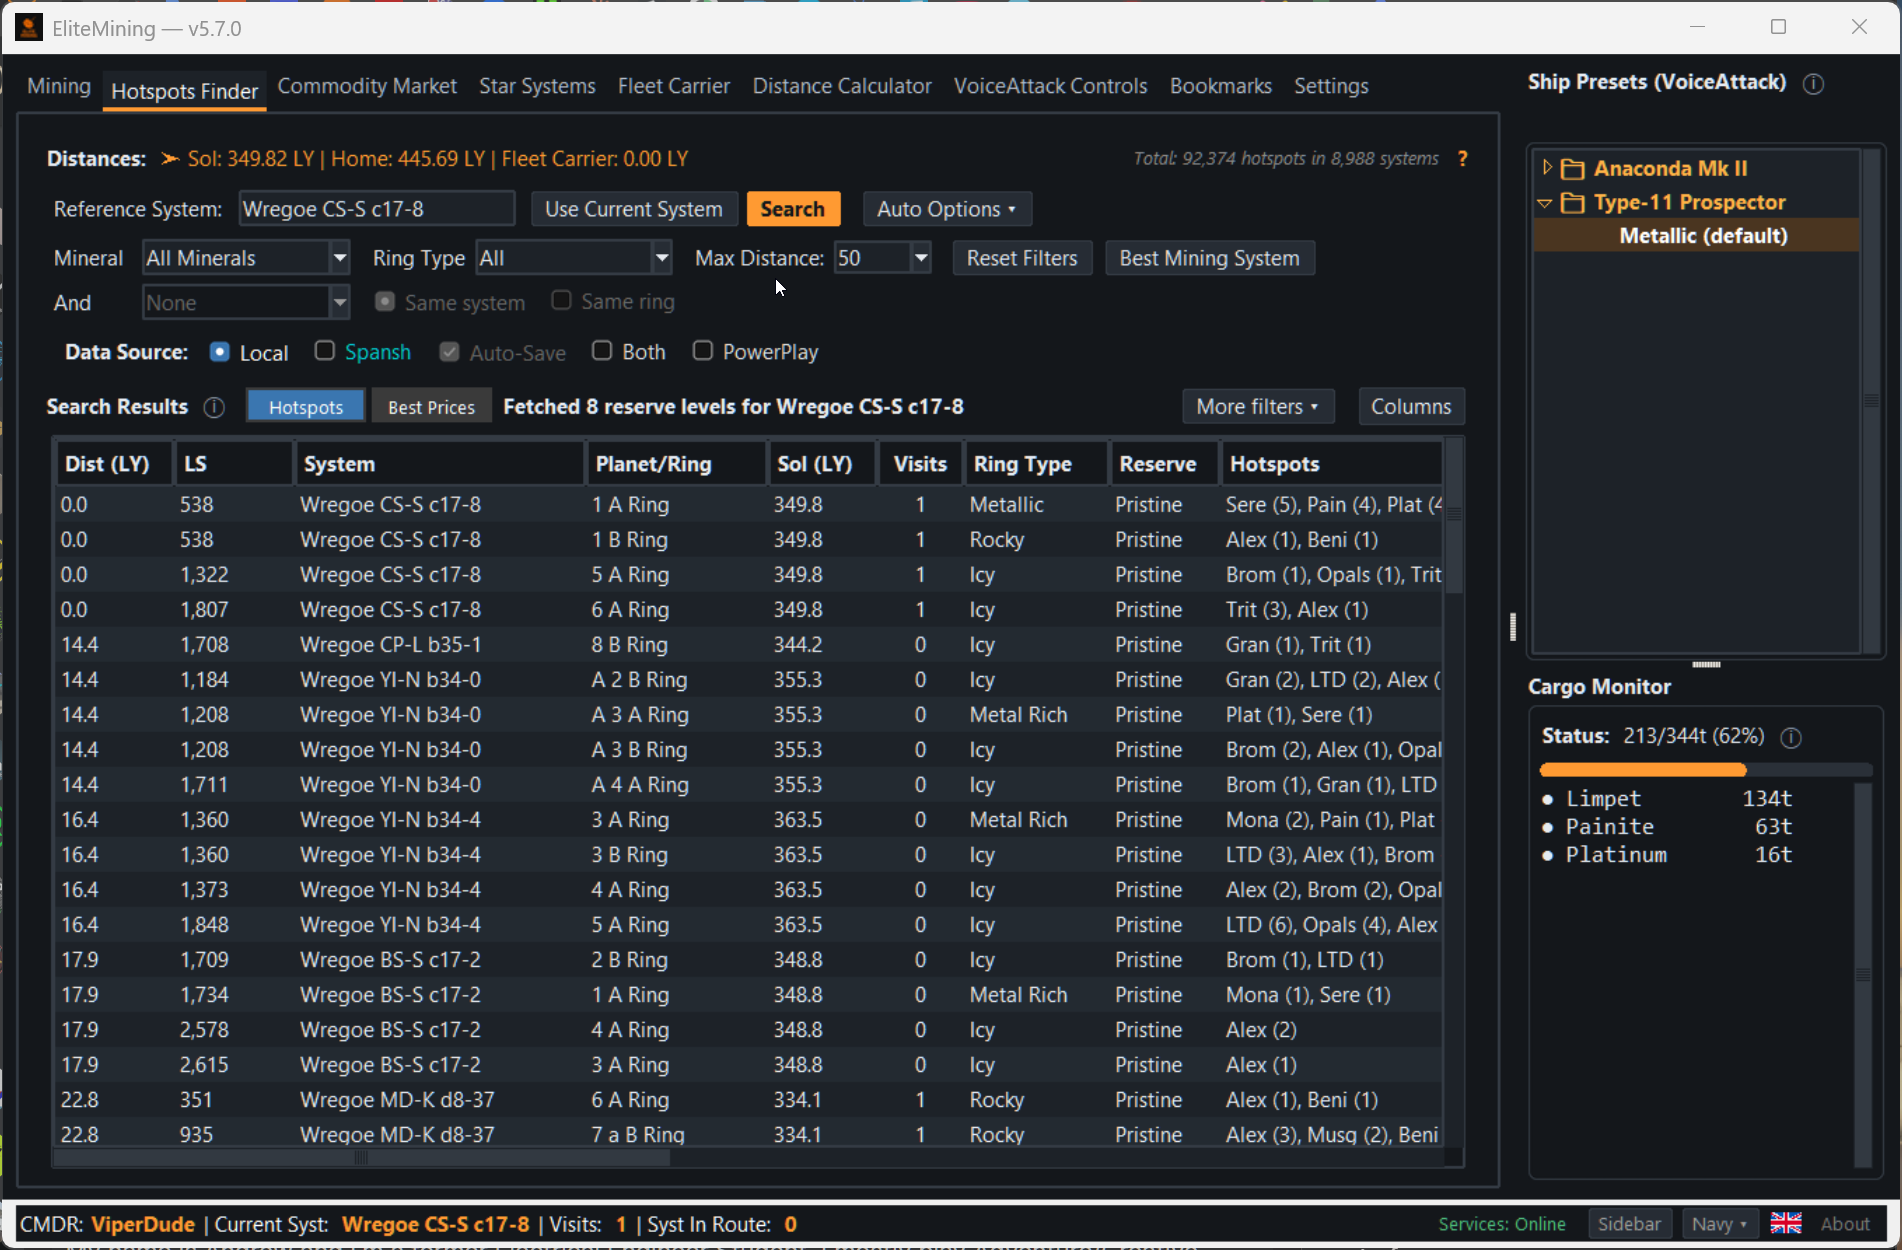 EliteMining — v5.7.0
Mining Hotspots Finder Commodity Market Star Systems Fleet Carrier Distance Calculator VoiceAttack Controls Bookmarks Settings
Distances: ➢ Sol: 349.82 LY | Home: 445.69 LY | Fleet Carrier: 0.00 LY Total: 92,374 hotspots in 8,988 systems ?
Reference System: Wregoe CS-S c17-8 Use Current System Search Auto Options ▾
Mineral All Minerals Ring Type All Max Distance: 50 Reset Filters Best Mining System
And None Same system Same ring
Data Source: Local Spansh Auto-Save Both PowerPlay
Search Results ⓘ Hotspots Best Prices Fetched 8 reserve levels for Wregoe CS-S c17-8 More filters ▾ Columns
Dist (LY) LS System Planet/Ring Sol (LY) Visits Ring Type Reserve Hotspots
0.0 538 Wregoe CS-S c17-8 1 A Ring 349.8 1 Metallic Pristine Sere (5), Pain (4), Plat (4
0.0 538 Wregoe CS-S c17-8 1 B Ring 349.8 1 Rocky Pristine Alex (1), Beni (1)
0.0 1,322 Wregoe CS-S c17-8 5 A Ring 349.8 1 Icy Pristine Brom (1), Opals (1), Trit
0.0 1,807 Wregoe CS-S c17-8 6 A Ring 349.8 1 Icy Pristine Trit (3), Alex (1)
14.4 1,708 Wregoe CP-L b35-1 8 B Ring 344.2 0 Icy Pristine Gran (1), Trit (1)
14.4 1,184 Wregoe YI-N b34-0 A 2 B Ring 355.3 0 Icy Pristine Gran (2), LTD (2), Alex (
14.4 1,208 Wregoe YI-N b34-0 A 3 A Ring 355.3 0 Metal Rich Pristine Plat (1), Sere (1)
14.4 1,208 Wregoe YI-N b34-0 A 3 B Ring 355.3 0 Icy Pristine Brom (2), Alex (1), Opal
14.4 1,711 Wregoe YI-N b34-0 A 4 A Ring 355.3 0 Icy Pristine Brom (1), Gran (1), LTD
16.4 1,360 Wregoe YI-N b34-4 3 A Ring 363.5 0 Metal Rich Pristine Mona (2), Pain (1), Plat
16.4 1,360 Wregoe YI-N b34-4 3 B Ring 363.5 0 Icy Pristine LTD (3), Alex (1), Brom
16.4 1,373 Wregoe YI-N b34-4 4 A Ring 363.5 0 Icy Pristine Alex (2), Brom (2), Opal
16.4 1,848 Wregoe YI-N b34-4 5 A Ring 363.5 0 Icy Pristine LTD (6), Opals (4), Alex
17.9 1,709 Wregoe BS-S c17-2 2 B Ring 348.8 0 Icy Pristine Brom (1), LTD (1)
17.9 1,734 Wregoe BS-S c17-2 1 A Ring 348.8 0 Metal Rich Pristine Mona (1), Sere (1)
17.9 2,578 Wregoe BS-S c17-2 4 A Ring 348.8 0 Icy Pristine Alex (2)
17.9 2,615 Wregoe BS-S c17-2 3 A Ring 348.8 0 Icy Pristine Alex (1)
22.8 351 Wregoe MD-K d8-37 6 A Ring 334.1 1 Rocky Pristine Alex (1), Beni (1)
22.8 935 Wregoe MD-K d8-37 7 a B Ring 334.1 1 Rocky Pristine Alex (3), Musg (2), Beni
Ship Presets (VoiceAttack) ⓘ
Anaconda Mk II
Type-11 Prospector
Metallic (default)
Cargo Monitor
Status: 213/344t (62%) ⓘ
● Limpet 134t
● Painite 63t
● Platinum 16t
CMDR: ViperDude | Current Syst: Wregoe CS-S c17-8 | Visits: 1 | Syst In Route: 0 Services: Online Sidebar Navy ▾ About